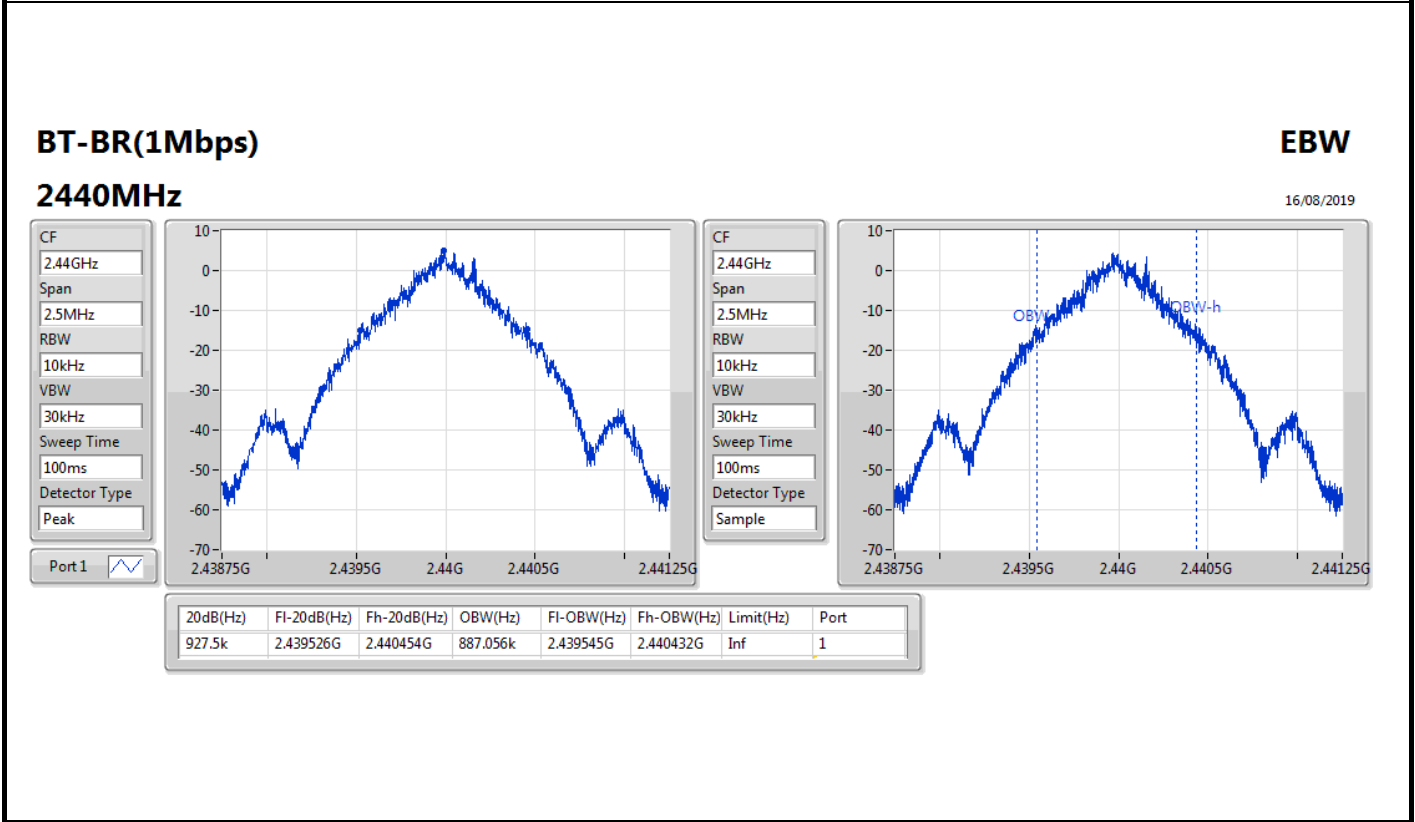 BT-BR(1Mbps)
EBW
2440MHz
16/08/2019
CF
2.44GHz
Span
2.5MHz
RBW
10kHz
VBW
30kHz
Sweep Time
100ms
Detector Type
Peak
Port 1
10
0
-10
-20
-30
-40
-50
-60
-70
2.43875G 2.4395G 2.44G 2.4405G 2.44125G
CF
2.44GHz
Span
2.5MHz
RBW
10kHz
VBW
30kHz
Sweep Time
100ms
Detector Type
Sample
10
0
-10
-20
-30
-40
-50
-60
-70
OBW
OBW-h
2.43875G 2.4395G 2.44G 2.4405G 2.44125G
20dB(Hz) Fl-20dB(Hz) Fh-20dB(Hz) OBW(Hz) Fl-OBW(Hz) Fh-OBW(Hz) Limit(Hz) Port
927.5k 2.439526G 2.440454G 887.056k 2.439545G 2.440432G Inf 1